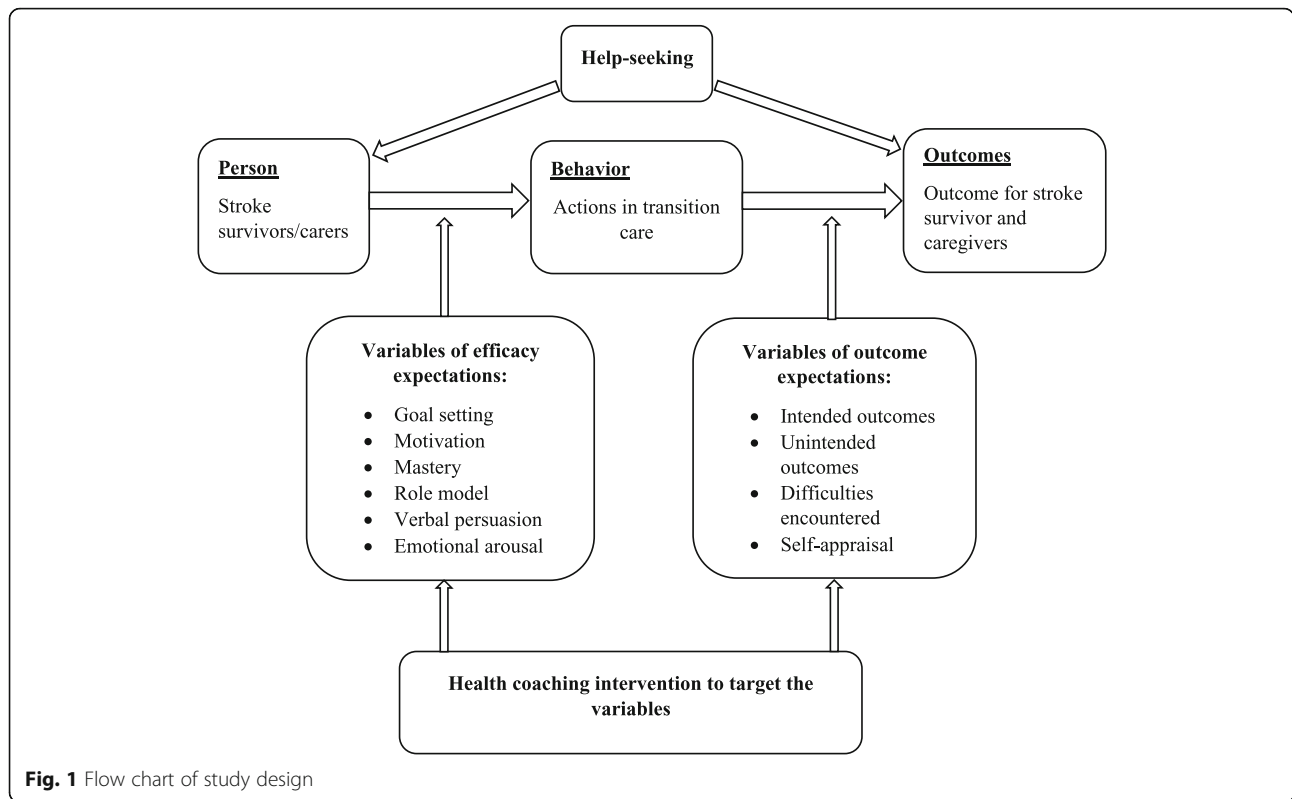 Help-seeking
Person
Stroke
survivors/carers
Behavior
Actions in transition
care
Outcomes
Outcome for stroke
survivor and
caregivers
Variables of efficacy
expectations:
• Goal setting
• Motivation
• Mastery
• Role model
• Verbal persuasion
• Emotional arousal
Variables of outcome
expectations:
• Intended outcomes
• Unintended
outcomes
• Difficulties
encountered
• Self-appraisal
Health coaching intervention to target the
variables
Fig. 1 Flow chart of study design